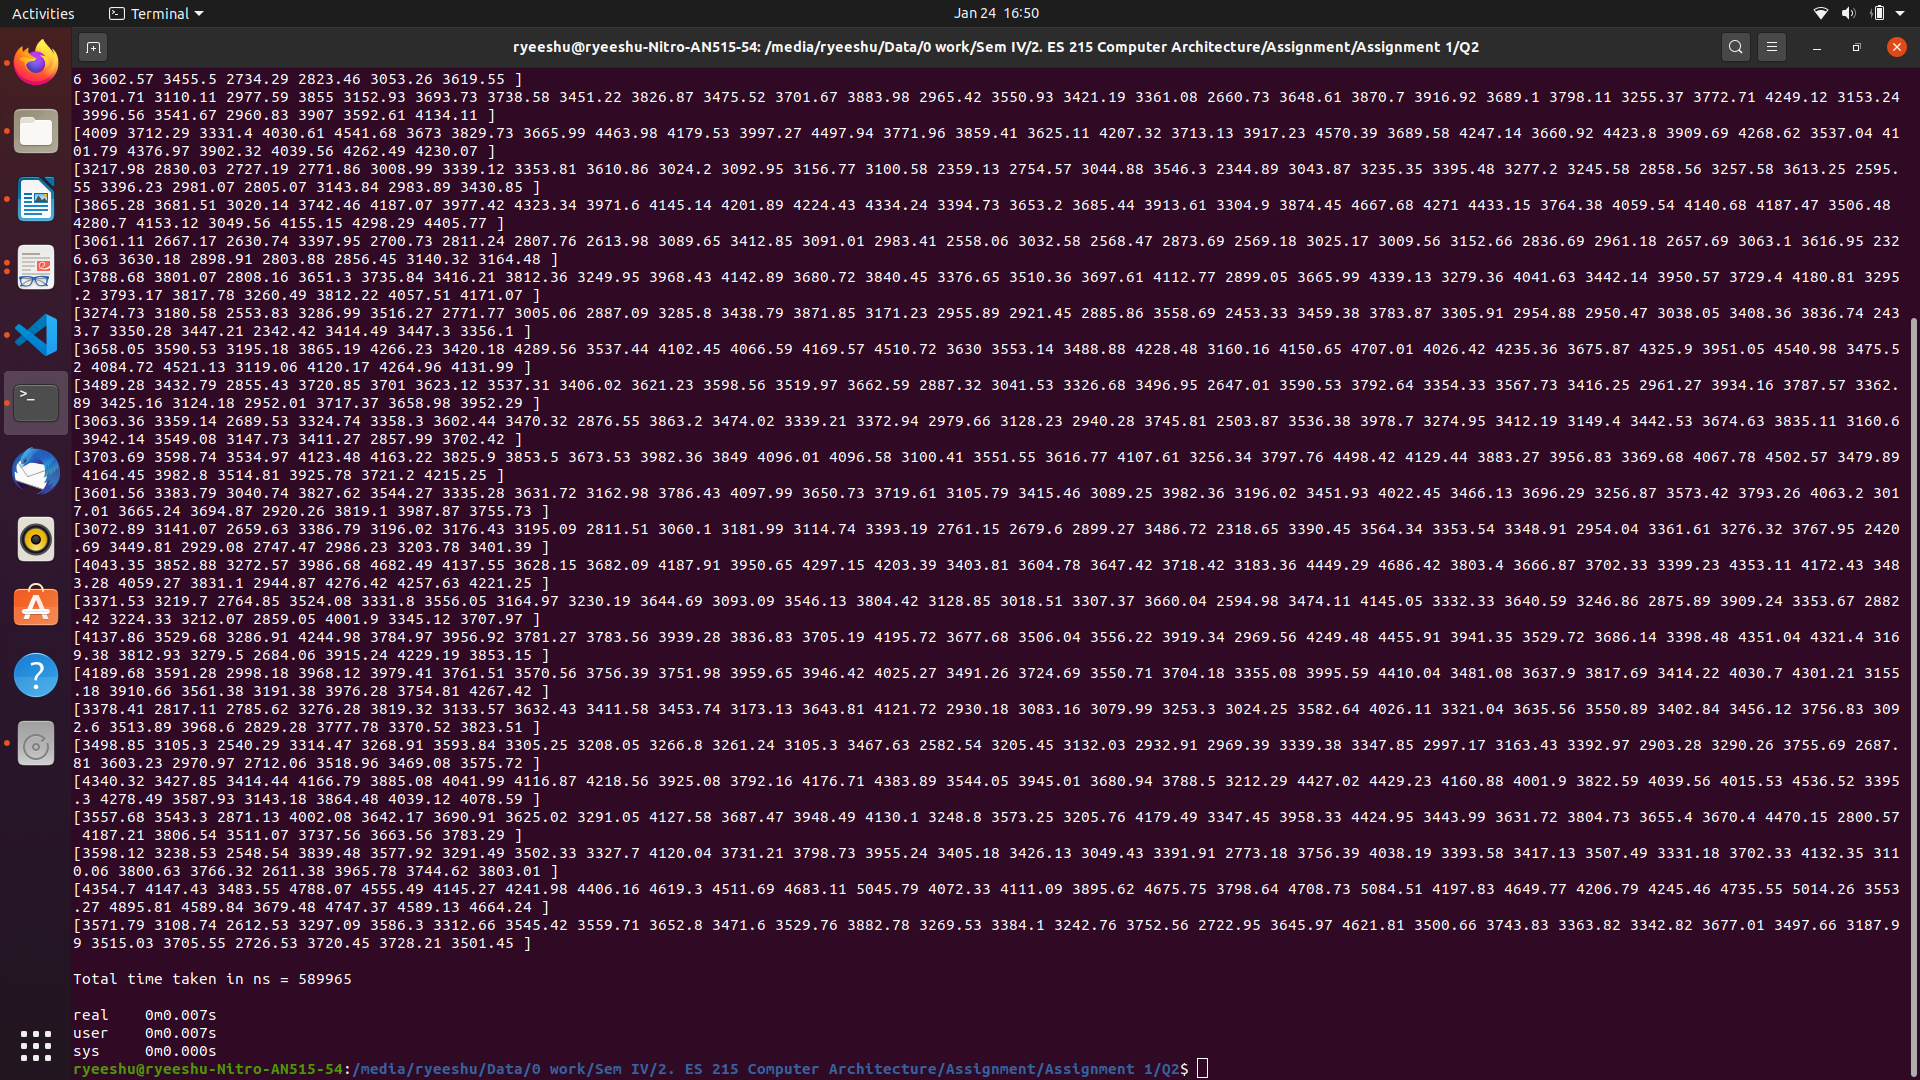 Activities
Terminal
Jan 24 16:50
ryeeshu@ryeeshu-Nitro-AN515-54: /media/ryeeshu/Data/0 work/Sem IV/2. ES 215 Computer Architecture/Assignment/Assignment 1/Q2
6 3602.57 3455.5 2734.29 2823.46 3053.26 3619.55 ]
[3701.71 3110.11 2977.59 3855 3152.93 3693.73 3738.58 3451.22 3826.87 3475.52 3701.67 3883.98 2965.42 3550.93 3421.19 3361.08 2660.73 3648.61 3870.7 3916.92 3689.1 3798.11 3255.37 3772.71 4249.12 3153.24
3996.56 3541.67 2960.83 3907 3592.61 4134.11 ]
[4009 3712.29 3331.4 4030.61 4541.68 3673 3829.73 3665.99 4463.98 4179.53 3997.27 4497.94 3771.96 3859.41 3625.11 4207.32 3713.13 3917.23 4570.39 3689.58 4247.14 3660.92 4423.8 3909.69 4268.62 3537.04 41
01.79 4376.97 3902.32 4039.56 4262.49 4230.07 ]
[3217.98 2830.03 2727.19 2771.86 3008.99 3339.12 3353.81 3610.86 3024.2 3092.95 3156.77 3100.58 2359.13 2754.57 3044.88 3546.3 2344.89 3043.87 3235.35 3395.48 3277.2 3245.58 2858.56 3257.58 3613.25 2595.
55 3396.23 2981.07 2805.07 3143.84 2983.89 3430.85 ]
[3865.28 3681.51 3020.14 3742.46 4187.07 3977.42 4323.34 3971.6 4145.14 4201.89 4224.43 4334.24 3394.73 3653.2 3685.44 3913.61 3304.9 3874.45 4667.68 4271 4433.15 3764.38 4059.54 4140.68 4187.47 3506.48
4280.7 4153.12 3049.56 4155.15 4298.29 4405.77 ]
[3061.11 2667.17 2630.74 3397.95 2700.73 2811.24 2807.76 2613.98 3089.65 3412.85 3091.01 2983.41 2558.06 3032.58 2568.47 2873.69 2569.18 3025.17 3009.56 3152.66 2836.69 2961.18 2657.69 3063.1 3616.95 232
6.63 3630.18 2898.91 2803.88 2856.45 3140.32 3164.48 ]
[3788.68 3801.07 2808.16 3651.3 3735.84 3416.21 3812.36 3249.95 3968.43 4142.89 3680.72 3840.45 3376.65 3510.36 3697.61 4112.77 2899.05 3665.99 4339.13 3279.36 4041.63 3442.14 3950.57 3729.4 4180.81 3295
.2 3793.17 3817.78 3260.49 3812.22 4057.51 4171.07 ]
[3274.73 3180.58 2553.83 3286.99 3516.27 2771.77 3005.06 2887.09 3285.8 3438.79 3871.85 3171.23 2955.89 2921.45 2885.86 3558.69 2453.33 3459.38 3783.87 3305.91 2954.88 2950.47 3038.05 3408.36 3836.74 243
3.7 3350.28 3447.21 2342.42 3414.49 3447.3 3356.1 ]
[3658.05 3590.53 3195.18 3865.19 4266.23 3420.18 4289.56 3537.44 4102.45 4066.59 4169.57 4510.72 3630 3553.14 3488.88 4228.48 3160.16 4150.65 4707.01 4026.42 4235.36 3675.87 4325.9 3951.05 4540.98 3475.5
2 4084.72 4521.13 3119.06 4120.17 4264.96 4131.99 ]
[3489.28 3432.79 2855.43 3720.85 3701 3623.12 3537.31 3406.02 3621.23 3598.56 3519.97 3662.59 2887.32 3041.53 3326.68 3496.95 2647.01 3590.53 3792.64 3354.33 3567.73 3416.25 2961.27 3934.16 3787.57 3362.
89 3425.16 3124.18 2952.01 3717.37 3658.98 3952.29 ]
[3063.36 3359.14 2689.53 3324.74 3358.3 3602.44 3470.32 2876.55 3863.2 3474.02 3339.21 3372.94 2979.66 3128.23 2940.28 3745.81 2503.87 3536.38 3978.7 3274.95 3412.19 3149.4 3442.53 3674.63 3835.11 3160.6
3942.14 3549.08 3147.73 3411.27 2857.99 3702.42 ]
[3703.69 3598.74 3534.97 4123.48 4163.22 3825.9 3853.5 3673.53 3982.36 3849 4096.01 4096.58 3100.41 3551.55 3616.77 4107.61 3256.34 3797.76 4498.42 4129.44 3883.27 3956.83 3369.68 4067.78 4502.57 3479.89
4164.45 3982.8 3514.81 3925.78 3721.2 4215.25 ]
[3601.56 3383.79 3040.74 3827.62 3544.27 3335.28 3631.72 3162.98 3786.43 4097.99 3650.73 3719.61 3105.79 3415.46 3089.25 3982.36 3196.02 3451.93 4022.45 3466.13 3696.29 3256.87 3573.42 3793.26 4063.2 301
7.01 3665.24 3694.87 2920.26 3819.1 3987.87 3755.73 ]
[3072.89 3141.07 2659.63 3386.79 3196.02 3176.43 3195.09 2811.51 3060.1 3181.99 3114.74 3393.19 2761.15 2679.6 2899.27 3486.72 2318.65 3390.45 3564.34 3353.54 3348.91 2954.04 3361.61 3276.32 3767.95 2420
.69 3449.81 2929.08 2747.47 2986.23 3203.78 3401.39 ]
[4043.35 3852.88 3272.57 3986.68 4682.49 4137.55 3628.15 3682.09 4187.91 3950.65 4297.15 4203.39 3403.81 3604.78 3647.42 3718.42 3183.36 4449.29 4686.42 3803.4 3666.87 3702.33 3399.23 4353.11 4172.43 348
3.28 4059.27 3831.1 2944.87 4276.42 4257.63 4221.25 ]
[3371.53 3219.7 2764.85 3524.08 3331.8 3556.05 3164.97 3230.19 3644.69 3093.09 3546.13 3804.42 3128.85 3018.51 3307.37 3660.04 2594.98 3474.11 4145.05 3332.33 3640.59 3246.86 2875.89 3909.24 3353.67 2882
.42 3224.33 3212.07 2859.05 4001.9 3345.12 3707.97 ]
[4137.86 3529.68 3286.91 4244.98 3784.97 3956.92 3781.27 3783.56 3939.28 3836.83 3705.19 4195.72 3677.68 3506.04 3556.22 3919.34 2969.56 4249.48 4455.91 3941.35 3529.72 3686.14 3398.48 4351.04 4321.4 316
9.38 3812.93 3279.5 2684.06 3915.24 4229.19 3853.15 ]
[4189.68 3591.28 2998.18 3968.12 3979.41 3761.51 3570.56 3756.39 3751.98 3959.65 3946.42 4025.27 3491.26 3724.69 3550.71 3704.18 3355.08 3995.59 4410.04 3481.08 3637.9 3817.69 3414.22 4030.7 4301.21 3155
.18 3910.66 3561.38 3191.38 3976.28 3754.81 4267.42 ]
[3378.41 2817.11 2785.62 3276.28 3819.32 3133.57 3632.43 3411.58 3453.74 3173.13 3643.81 4121.72 2930.18 3083.16 3079.99 3253.3 3024.25 3582.64 4026.11 3321.04 3635.56 3550.89 3402.84 3456.12 3756.83 309
2.6 3513.89 3968.6 2829.28 3777.78 3370.52 3823.51 ]
[3498.85 3105.3 2540.29 3314.47 3268.91 3593.84 3305.25 3208.05 3266.8 3261.24 3105.3 3467.63 2582.54 3205.45 3132.03 2932.91 2969.39 3339.38 3347.85 2997.17 3163.43 3392.97 2903.28 3290.26 3755.69 2687.
81 3603.23 2970.97 2712.06 3518.96 3469.08 3575.72 ]
[4340.32 3427.85 3414.44 4166.79 3885.08 4041.99 4116.87 4218.56 3925.08 3792.16 4176.71 4383.89 3544.05 3945.01 3680.94 3788.5 3212.29 4427.02 4429.23 4160.88 4001.9 3822.59 4039.56 4015.53 4536.52 3395
.3 4278.49 3587.93 3143.18 3864.48 4039.12 4078.59 ]
[3557.68 3543.3 2871.13 4002.08 3642.17 3690.91 3625.02 3291.05 4127.58 3687.47 3948.49 4130.1 3248.8 3573.25 3205.76 4179.49 3347.45 3958.33 4424.95 3443.99 3631.72 3804.73 3655.4 3670.4 4470.15 2800.57
4187.21 3806.54 3511.07 3737.56 3663.56 3783.29 ]
[3598.12 3238.53 2548.54 3839.48 3577.92 3291.49 3502.33 3327.7 4120.04 3731.21 3798.73 3955.24 3405.18 3426.13 3049.43 3391.91 2773.18 3756.39 4038.19 3393.58 3417.13 3507.49 3331.18 3702.33 4132.35 311
0.06 3800.63 3766.32 2611.38 3965.78 3744.62 3803.01 ]
[4354.7 4147.43 3483.55 4788.07 4555.49 4145.27 4241.98 4406.16 4619.3 4511.69 4683.11 5045.79 4072.33 4111.09 3895.62 4675.75 3798.64 4708.73 5084.51 4197.83 4649.77 4206.79 4245.46 4735.55 5014.26 3553
.27 4895.81 4589.84 3679.48 4747.37 4589.13 4664.24 ]
[3571.79 3108.74 2612.53 3297.09 3586.3 3312.66 3545.42 3559.71 3652.8 3471.6 3529.76 3882.78 3269.53 3384.1 3242.76 3752.56 2722.95 3645.97 4621.81 3500.66 3743.83 3363.82 3342.82 3677.01 3497.66 3187.9
9 3515.03 3705.55 2726.53 3720.45 3728.21 3501.45 ]
Total time taken in ns = 589965
real 0m0.007s
user 0m0.007s
sys 0m0.000s
ryeeshu@ryeeshu-Nitro-AN515-54:/media/ryeeshu/Data/0 work/Sem IV/2. ES 215 Computer Architecture/Assignment/Assignment 1/Q2$